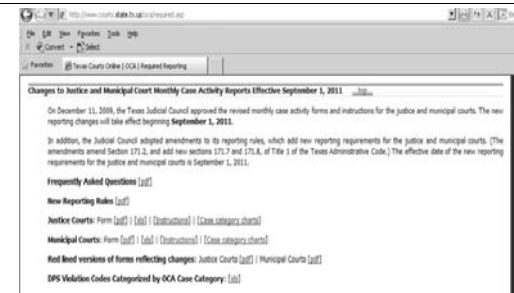 http://www.courts.state.tx.us/oca/required.asp
File Edit View Favorites Tools Help
X Convert Select
Favorites Texas Courts Online | OCA | Required Reporting
Changes to Justice and Municipal Court Monthly Case Activity Reports Effective September 1, 2011 top
On December 11, 2009, the Texas Judicial Council approved the revised monthly case activity forms and instructions for the justice and municipal courts. The new
reporting changes will take effect beginning September 1, 2011.
In addition, the Judicial Council adopted amendments to its reporting rules, which add new reporting requirements for the justice and municipal courts. (The
amendments amend Section 171.2, and add new sections 171.7 and 171.8, of Title 1 of the Texas Administrative Code.) The effective date of the new reporting
requirements for the justice and municipal courts is September 1, 2011.
Frequently Asked Questions [pdf]
New Reporting Rules [pdf]
Justice Courts: Form [pdf] | [xls] | [Instructions] | [Case category charts]
Municipal Courts: Form [pdf] | [xls] | [Instructions] | [Case category charts]
Red lined versions of forms reflecting changes: Justice Courts [pdf] | Municipal Courts [pdf]
DPS Violation Codes Categorized by OCA Case Category: [xls]